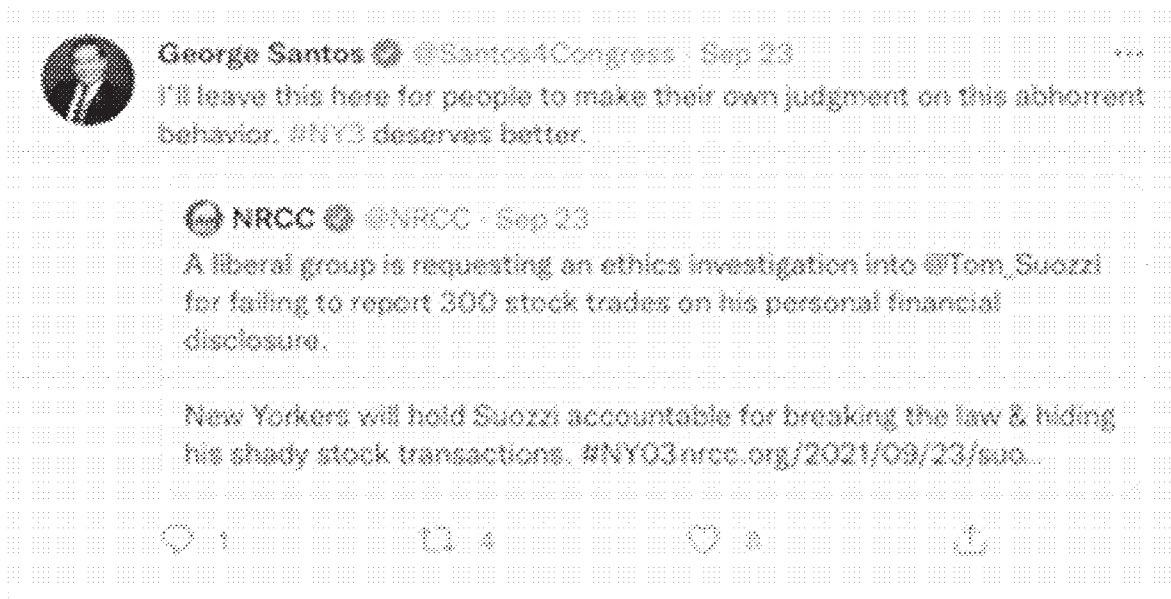 George Santos @Santos4Congress · Sep 23
I'll leave this here for people to make their own judgment on this abhorrent
behavior. #NY3 deserves better.
NRCC @NRCC · Sep 23
A liberal group is requesting an ethics investigation into @Tom_Suozzi
for failing to report 300 stock trades on his personal financial
disclosure.
New Yorkers will hold Suozzi accountable for breaking the law & hiding
his shady stock transactions. #NY03 nrcc.org/2021/09/23/suo...
1 4 8